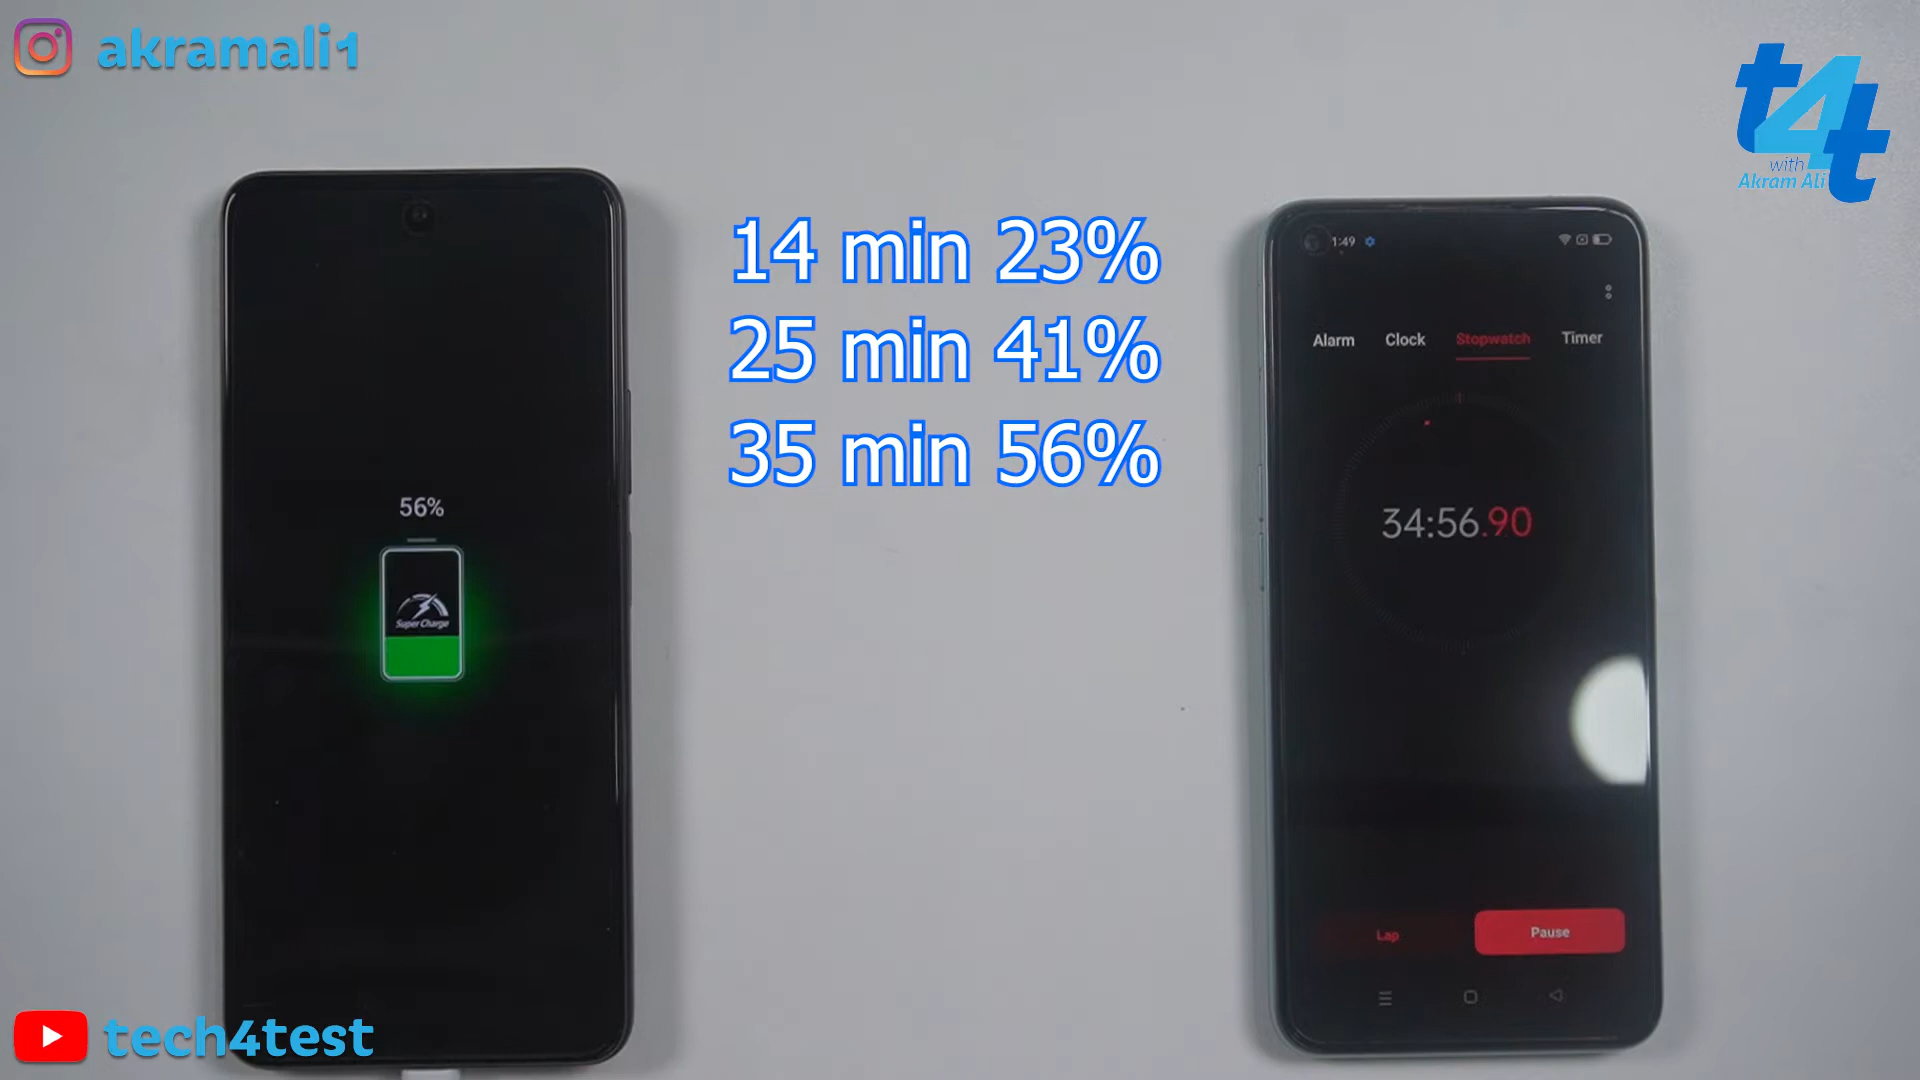 akramali1
t4t
with
Akram Ali
14 min 23%
25 min 41%
35 min 56%
56%
Super Charge
1:49
Alarm Clock Stopwatch Timer
34:56.90
Lap Pause
tech4test